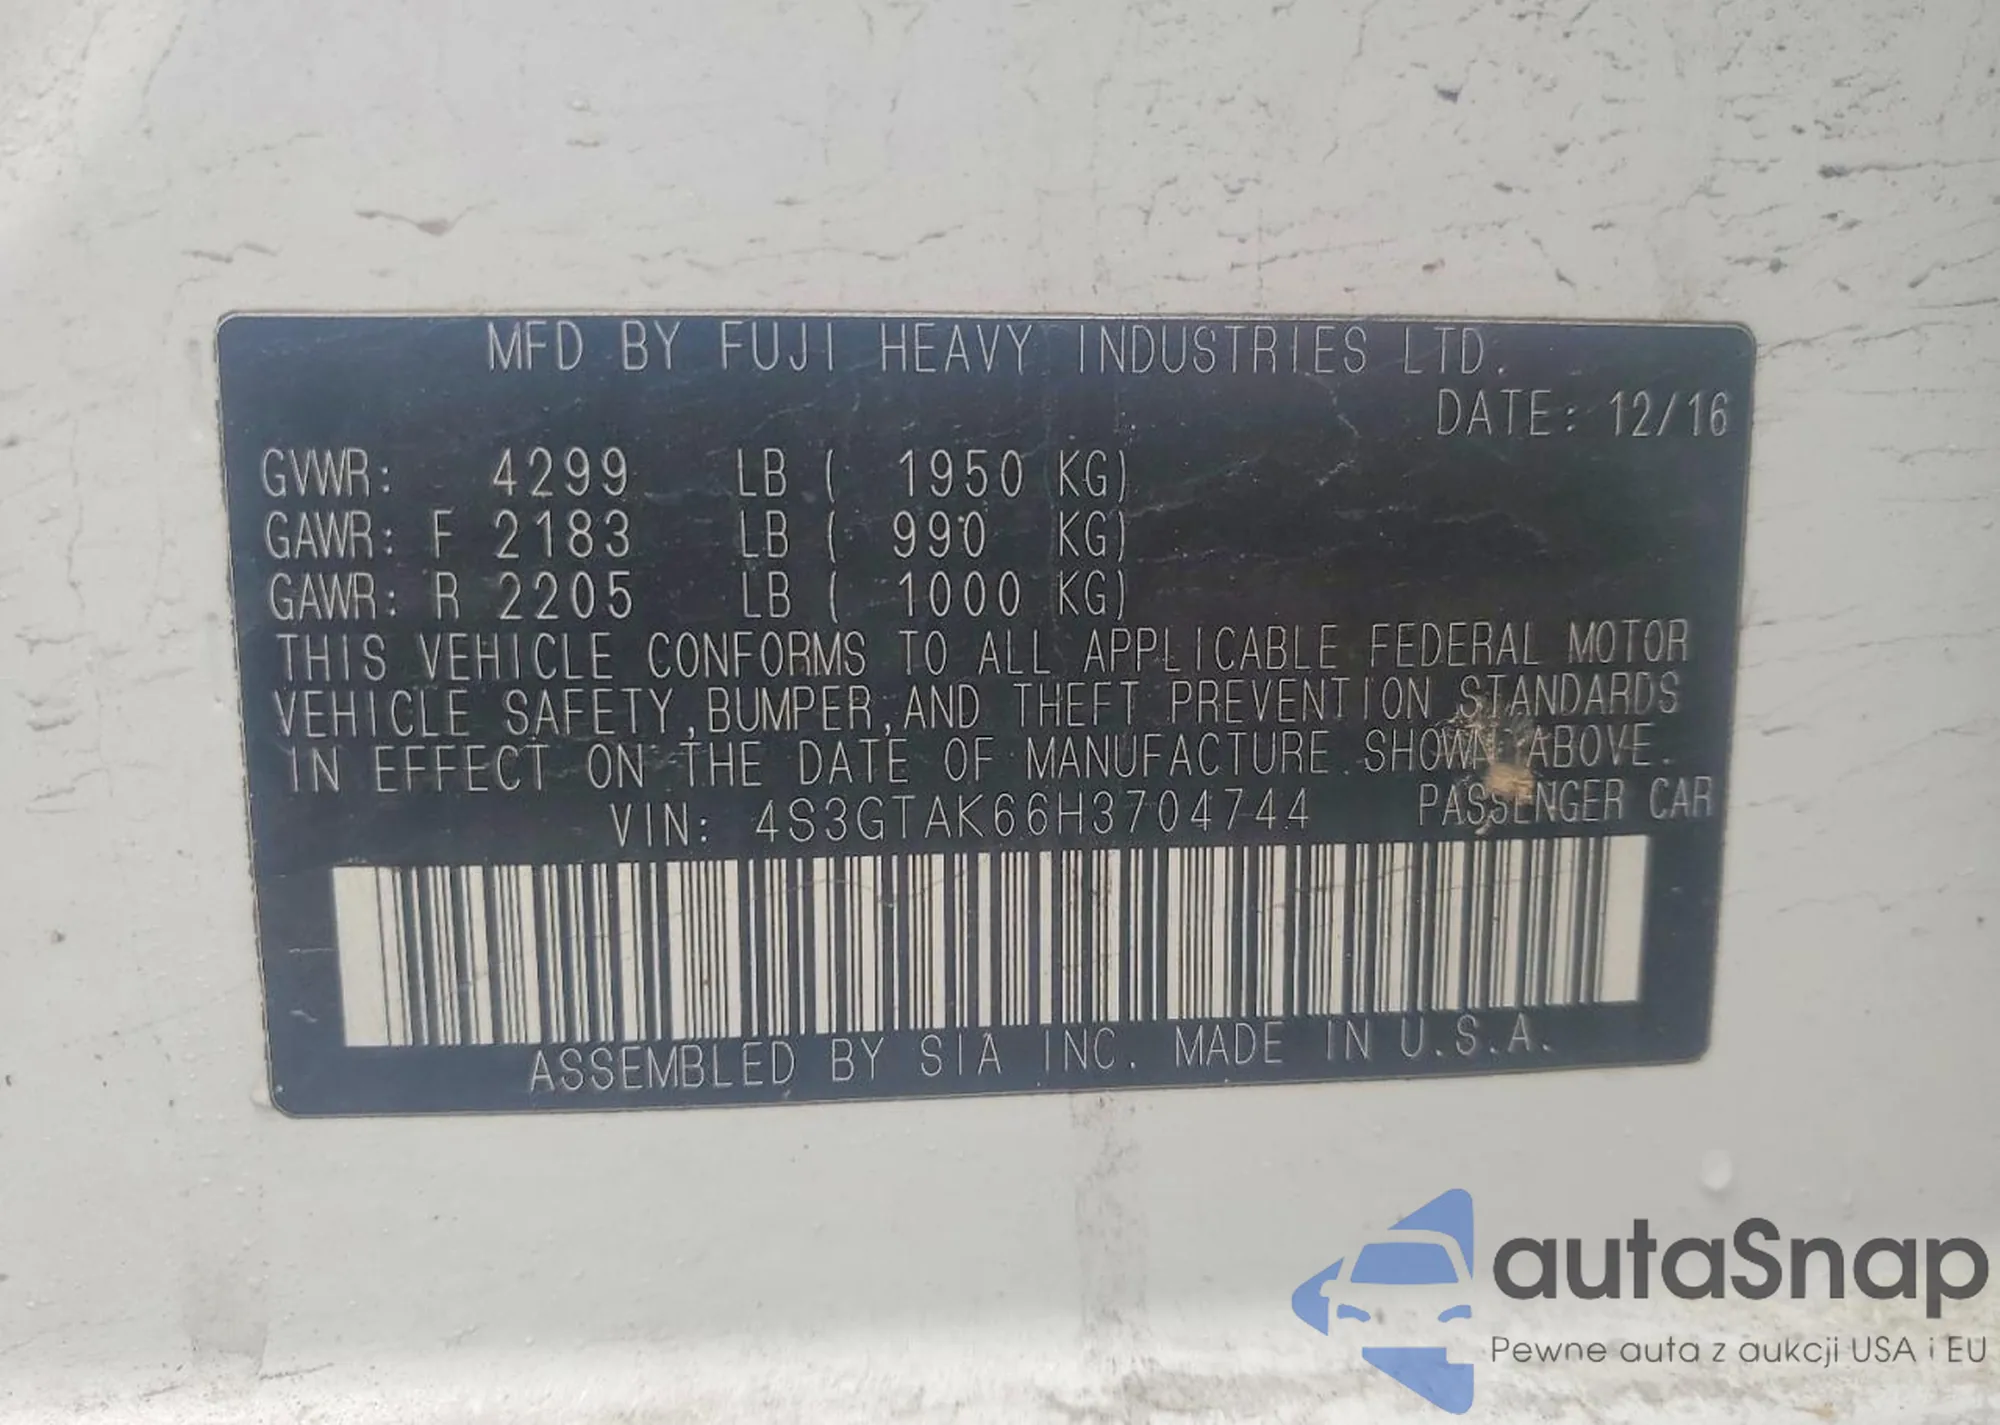 MFD BY FUJI HEAVY INDUSTRIES LTD.
DATE: 12/16
GVWR: 4299 LB ( 1950 KG)
GAWR: F 2183 LB ( 990 KG)
GAWR: R 2205 LB ( 1000 KG)
THIS VEHICLE CONFORMS TO ALL APPLICABLE FEDERAL MOTOR
VEHICLE SAFETY,BUMPER,AND THEFT PREVENTION STANDARDS
IN EFFECT ON THE DATE OF MANUFACTURE SHOWN ABOVE.
VIN: 4S3GTAK66H3704744 PASSENGER CAR
ASSEMBLED BY SIA INC. MADE IN U.S.A.
autaSnap
Pewne auta z aukcji USA i EU